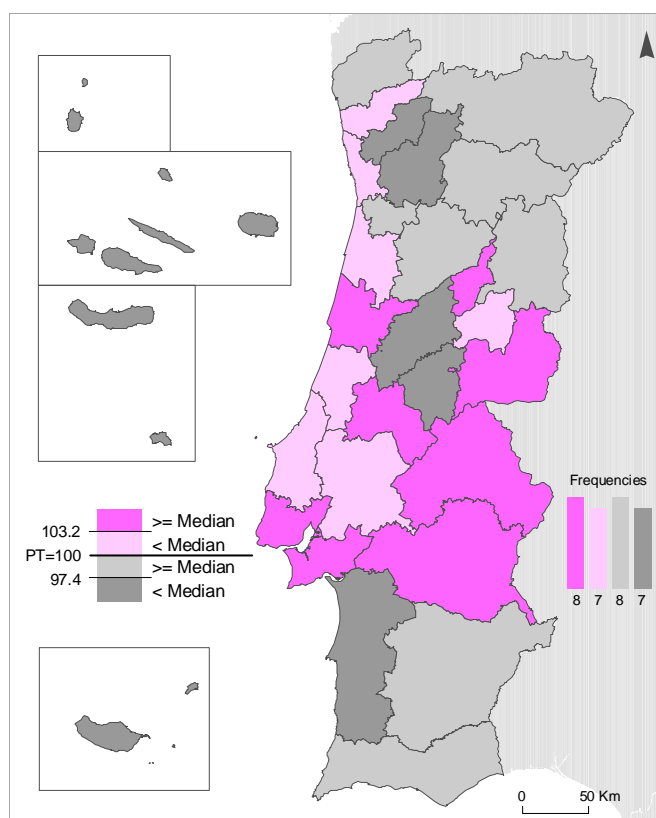 Frequencies
8 7 8 7
>= Median
103.2
< Median
PT=100
>= Median
97.4
< Median
0 50 Km